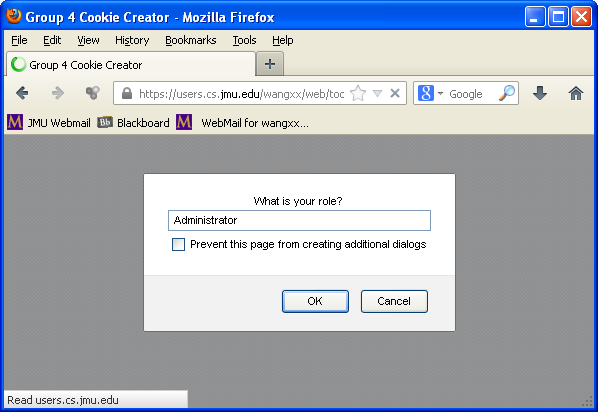 Group 4 Cookie Creator - Mozilla Firefox
File Edit View History Bookmarks Tools Help
Group 4 Cookie Creator
https://users.cs.jmu.edu/wangxx/web/toc
Google
M JMU Webmail Bb Blackboard M WebMail for wangxx...
What is your role?
Administrator
Prevent this page from creating additional dialogs
OK Cancel
Read users.cs.jmu.edu